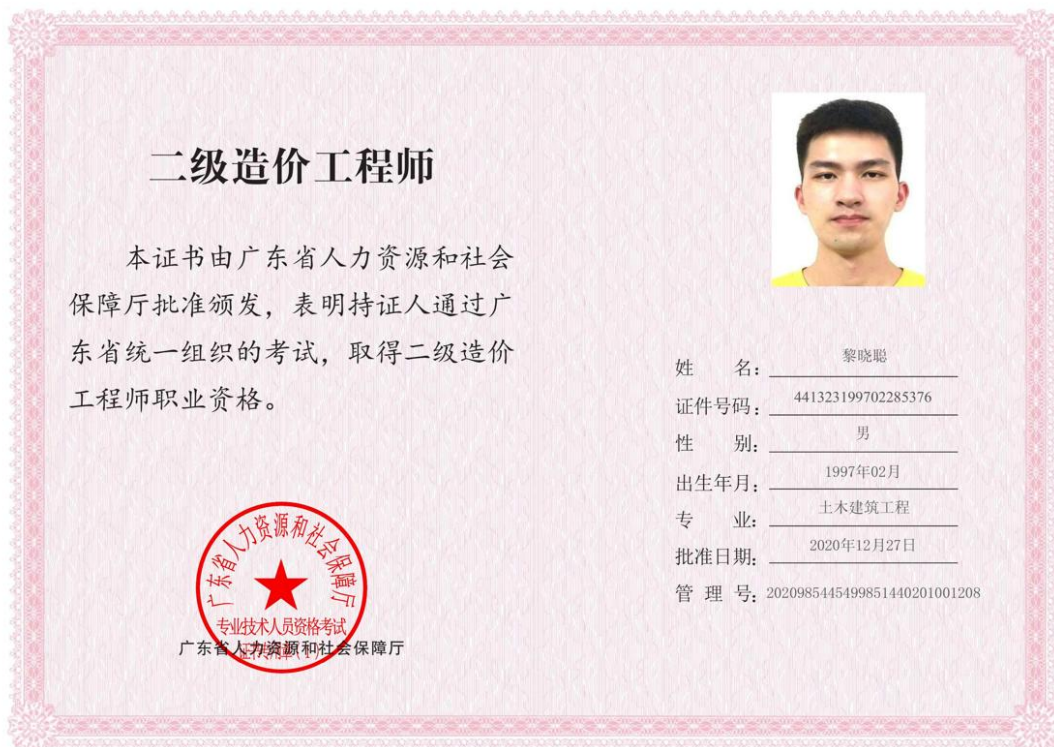 二级造价工程师
本证书由广东省人力资源和社会
保障厅批准颁发，表明持证人通过广
东省统一组织的考试，取得二级造价
工程师职业资格。
广东省人力资源和社会保障厅
专业技术人员资格考试
广东省人力资源和社会保障厅
姓 名：黎晓聪
证件号码：441323199702285376
性 别：男
出生年月：1997年02月
专 业：土木建筑工程
批准日期：2020年12月27日
管 理 号：2020985445499851440201001208